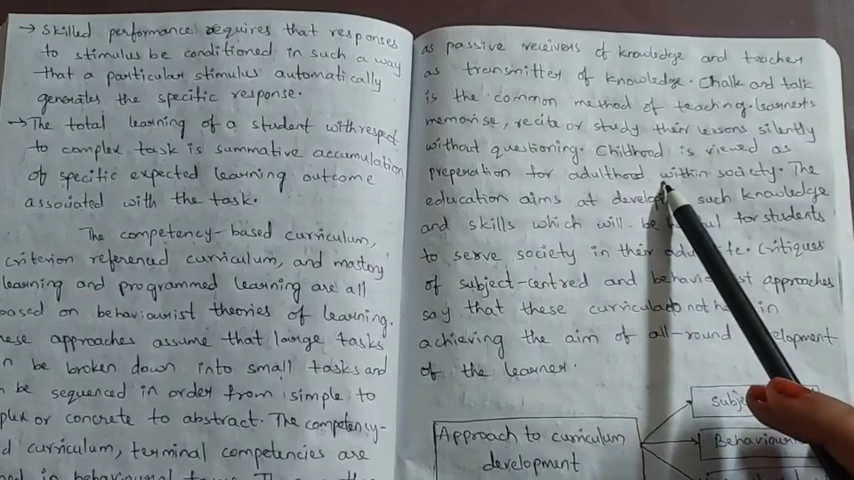 → Skilled performance requires that responses
to stimulus be conditioned in such a way
that a particular stimulus automatically
generates the specific response.
→ The total learning of a student with respect
to complex task is summative accumulation
of specific expected learning outcome
associated with the task.
The competency-based curriculum,
criterion referenced curriculum, and mastery
learning and programmed learning are all
based on behaviourist theories of learning.
these approaches assume that large tasks
be broken down into small tasks and
be sequenced in order from simple to
or concrete to abstract. The competency-
curriculum, terminal competencies are
in behavioural
as passive receivers of knowledge and teacher
as transmitter of knowledge. Chalk and talk
is the common method of teaching. learners
memorise, recite or study their lessons silently
without questioning. Childhood is viewed as
preperation for adulthood within society. The
education aims at develop such knowledge
and skills which will be for students
to serve society in their Critiques
of subject-centred and approaches
say that these curricula do not in
achieving the aim of all-round
of the learner.
Approach to curriculum
development